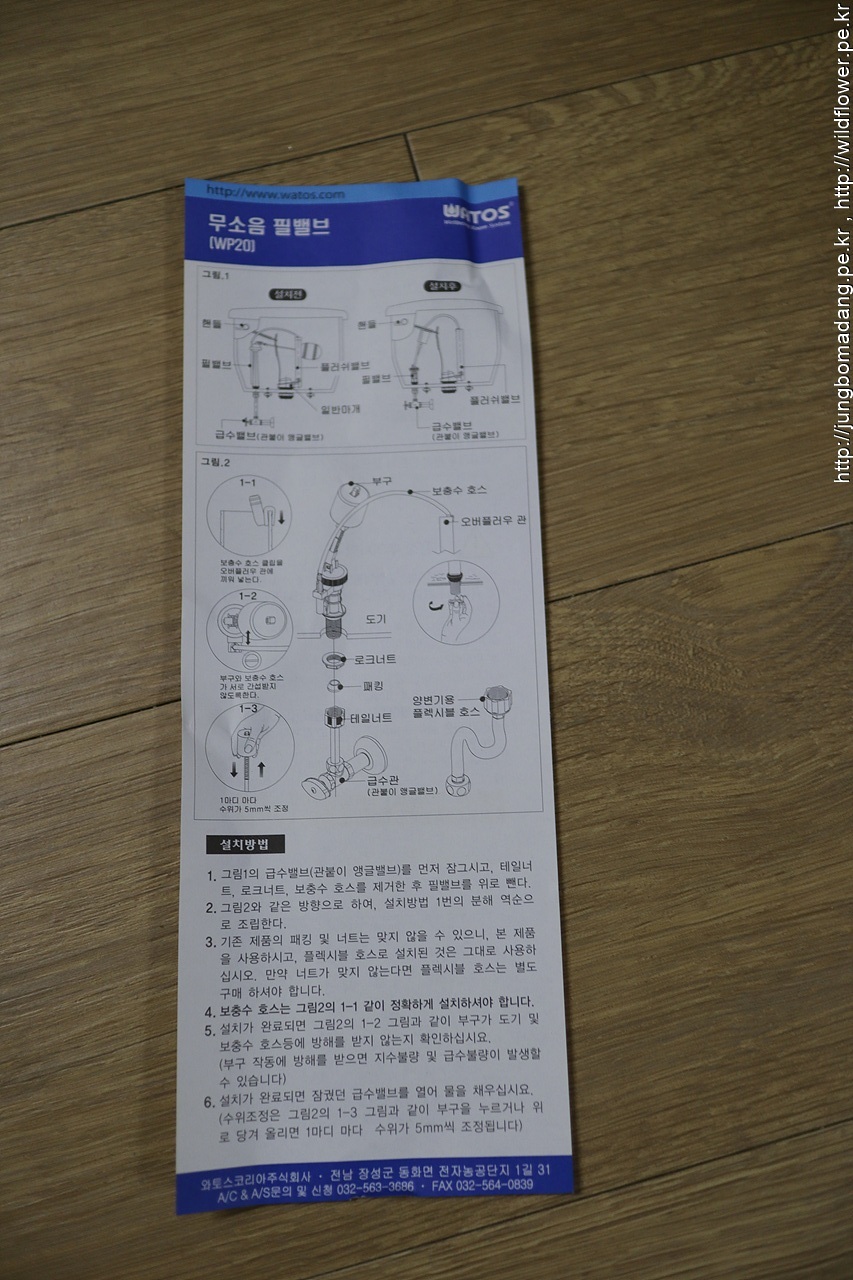 http://www.watos.com
무소음 필밸브
(WP20)
WATOS
그림.1
설치전
설치후
핸들
핸들
필밸브
플러쉬밸브
필밸브
플러쉬밸브
일반마개
급수밸브(관붙이 앵글밸브)
급수밸브
(관붙이 앵글밸브)
그림.2
1-1
부구
보충수 호스
오버플러우 관
보충수 호스 클립을
오버플러우 관에
끼워 넣는다.
1-2
도기
로크너트
부구와 보충수 호스
가 서로 간섭받지
않도록한다.
패킹
양변기용
플렉시블 호스
1-3
테일너트
급수관
(관붙이 앵글밸브)
1마디 마다
수위가 5mm씩 조정
설치방법
1. 그림1의 급수밸브(관붙이 앵글밸브)를 먼저 잠그시고, 테일너
트, 로크너트, 보충수 호스를 제거한 후 필밸브를 위로 뺀다.
2. 그림2와 같은 방향으로 하여, 설치방법 1번의 분해 역순으
로 조립한다.
3. 기존 제품의 패킹 및 너트는 맞지 않을 수 있으니, 본 제품
을 사용하시고, 플렉시블 호스로 설치된 것은 그대로 사용하
십시오. 만약 너트가 맞지 않는다면 플렉시블 호스는 별도
구매 하셔야 합니다.
4. 보충수 호스는 그림2의 1-1 같이 정확하게 설치하셔야 합니다.
5. 설치가 완료되면 그림2의 1-2 그림과 같이 부구가 도기 및
보충수 호스등에 방해를 받지 않는지 확인하십시요.
(부구 작동에 방해를 받으면 지수불량 및 급수불량이 발생할
수 있습니다)
6. 설치가 완료되면 잠궜던 급수밸브를 열어 물을 채우십시요.
(수위조정은 그림2의 1-3 그림과 같이 부구을 누르거나 위
로 당겨 올리면 1마디 마다 수위가 5mm씩 조정됩니다)
와토스코리아주식회사 · 전남 장성군 동화면 전자농공단지 1길 31
A/C & A/S문의 및 신청 032-563-3686 · FAX 032-564-0839
http://jungbomadang.pe.kr , http://wildflower.pe.kr